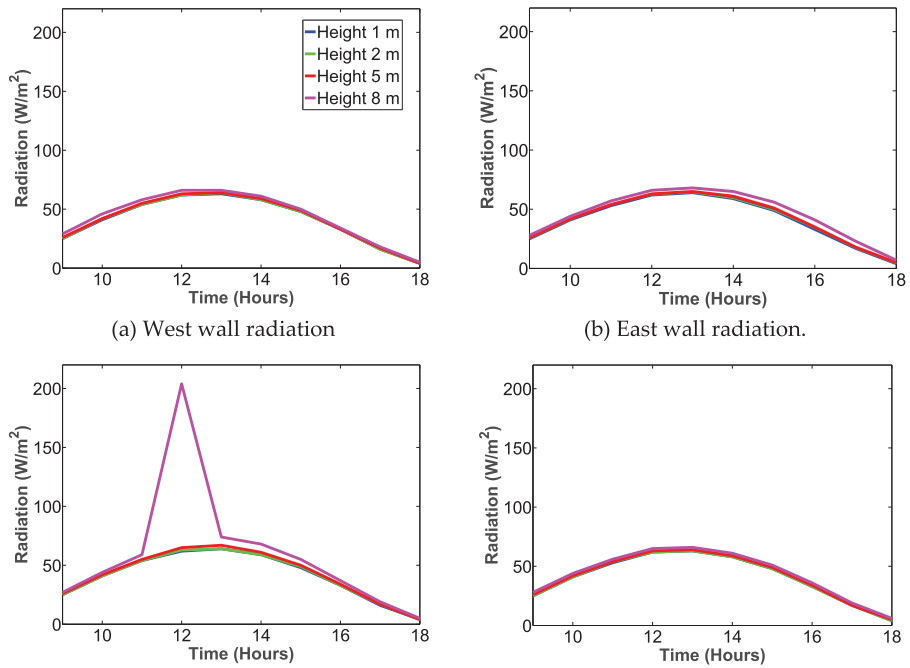 200
150
100
50
0
Radiation (W/m²)
Height 1 m
Height 2 m
Height 5 m
Height 8 m
10 12 14 16 18
Time (Hours)
(a) West wall radiation
200
150
100
50
0
Radiation (W/m²)
10 12 14 16 18
Time (Hours)
(b) East wall radiation.
200
150
100
50
0
Radiation (W/m²)
10 12 14 16 18
Time (Hours)
200
150
100
50
0
Radiation (W/m²)
10 12 14 16 18
Time (Hours)